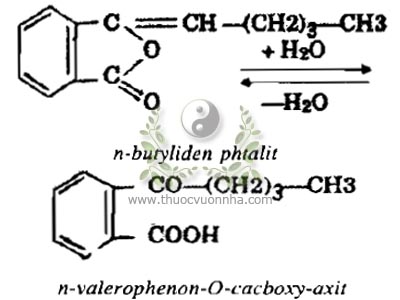 C=CH—(CH2)3—CH3
O
+ H2O
C
O
—H2O
n-butyliden phtalit
CO—(CH2)3—CH3
www.thuocvuonnha.com
COOH
n-valerophenon-O-cacboxy-axit